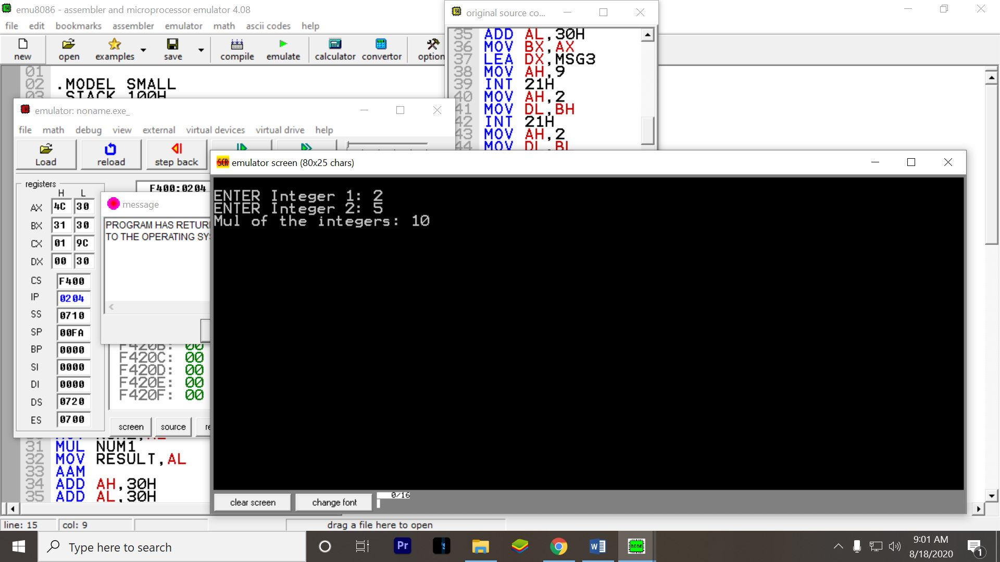 emu8086 - assembler and microprocessor emulator 4.08
file edit bookmarks assembler emulator math ascii codes help
new open examples save compile emulate calculator convertor
01
02 .MODEL SMALL
03 .STACK 100H
original source co...
35 ADD AL,30H
36 MOV BX,AX
37 LEA DX,MSG3
38 MOV AH,9
39 INT 21H
40 MOV AH,2
41 MOV DL,BH
42 INT 21H
43 MOV AH,2
44 MOV DL,BL
emulator: noname.exe_
file math debug view external virtual devices virtual drive help
Load reload step back
registers
H L
F400:0204
AX 4C 30
BX 31 30
CX 01 9C
DX 00 30
CS F400
IP 0204
SS 0710
SP 00FA
BP 0000
SI 0000
DI 0000
DS 0720
ES 0700
message
PROGRAM HAS
TO THE OPERATING
F420B: 00
F420C: 00
F420D: 00
F420E: 00
F420F: 00
screen source
emulator screen (80x25 chars)
ENTER Integer 1: 2
ENTER Integer 2: 5
Mul of the integers: 10
clear screen change font 0/16
31 MUL NUM1
32 MOV RESULT,AL
33 AAM
34 ADD AH,30H
35 ADD AL,30H
line: 15 col: 9 drag a file here to open
Type here to search
Pr
9:01 AM
8/18/2020
1